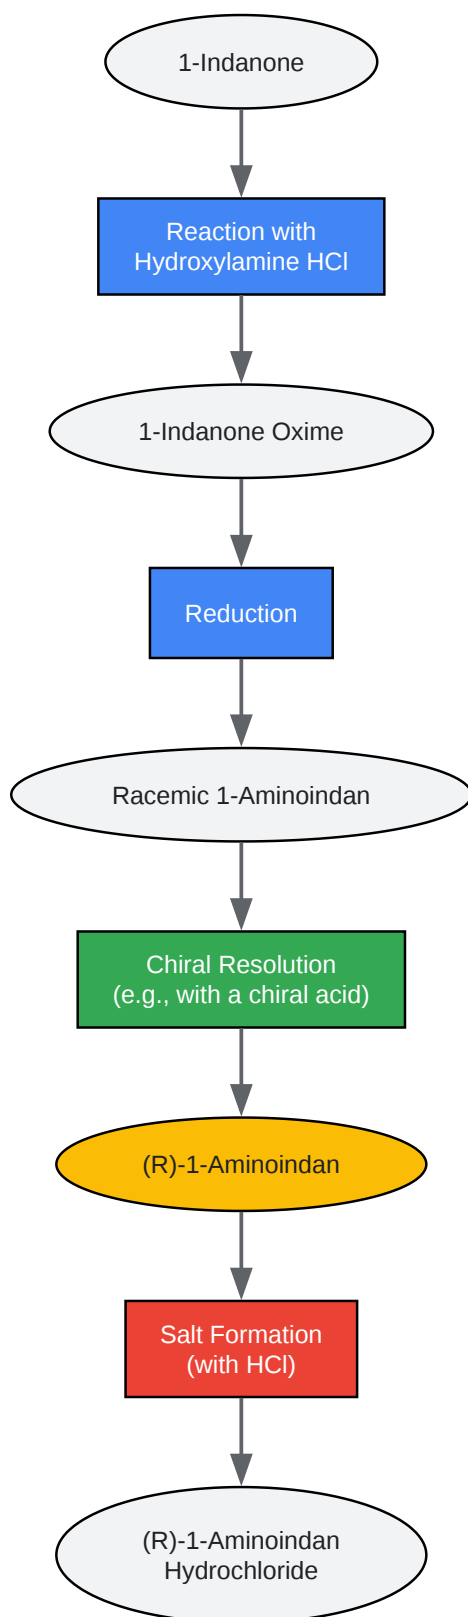 1-Indanone
Reaction with
Hydroxylamine HCl
1-Indanone Oxime
Reduction
Racemic 1-Aminoindan
Chiral Resolution
(e.g., with a chiral acid)
(R)-1-Aminoindan
Salt Formation
(with HCl)
(R)-1-Aminoindan
Hydrochloride